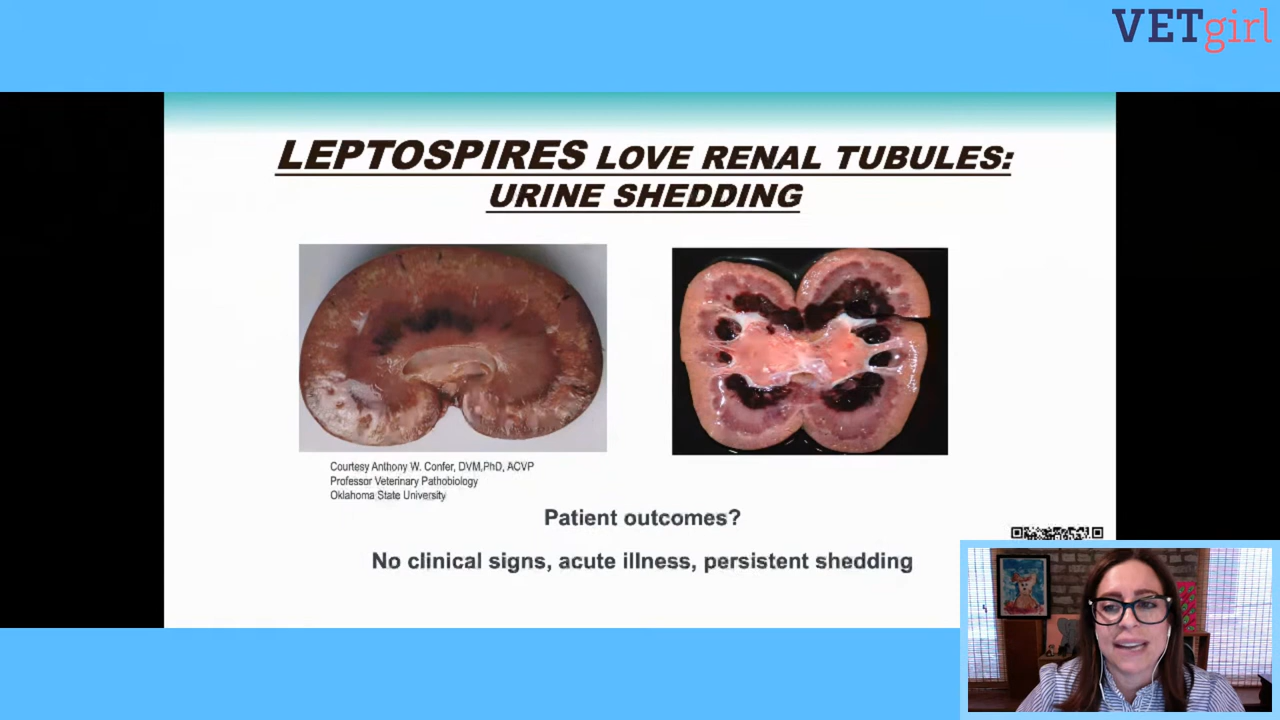 VETgirl
LEPTOSPIRES LOVE RENAL TUBULES:
URINE SHEDDING
Courtesy Anthony W. Confer, DVM,PhD, ACVP
Professor Veterinary Pathobiology
Oklahoma State University
Patient outcomes?
No clinical signs, acute illness, persistent shedding